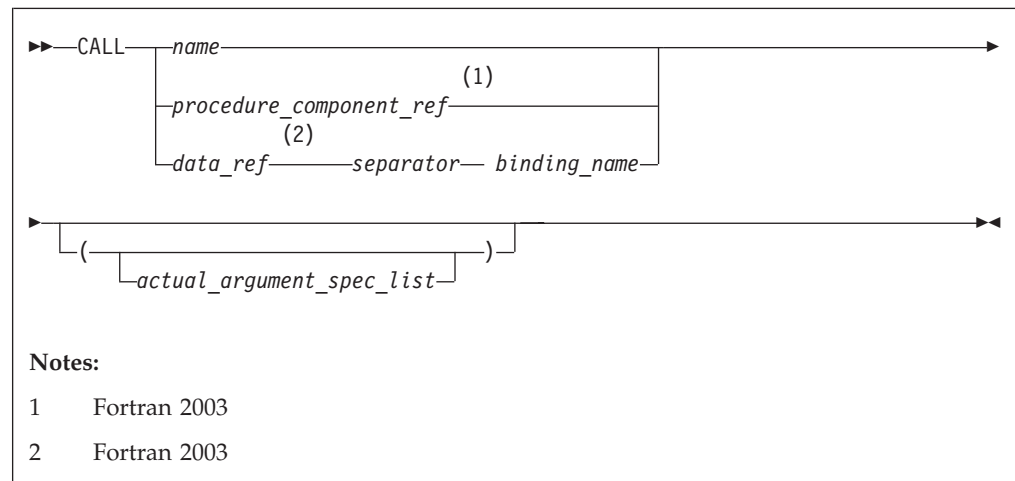 CALL name
(1)
procedure_component_ref
(2)
data_ref separator binding_name
( )
actual_argument_spec_list
Notes:
1 Fortran 2003
2 Fortran 2003